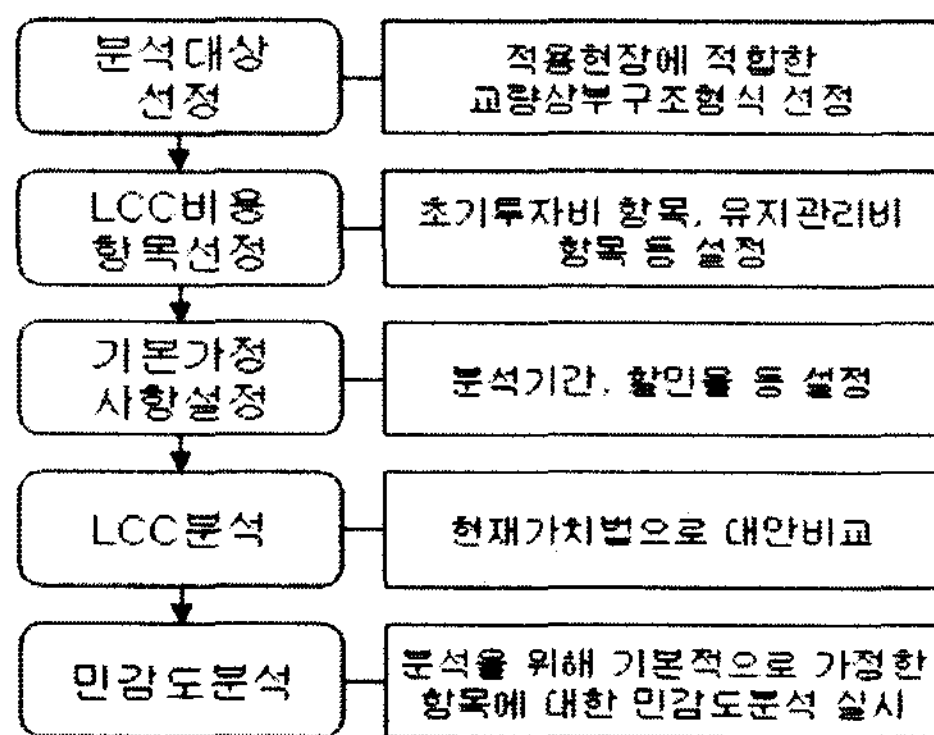 분석대상
선정
적용현장에 적합한
교량상부구조형식 선정
LCC비용
항목선정
초기투자비 항목, 유지관리비
항목 등 설정
기본가정
사항설정
분석기간, 할인율 등 설정
LCC분석
현재가치법으로 대안비교
민감도분석
분석을 위해 기본적으로 가정한
항목에 대한 민감도분석 실시